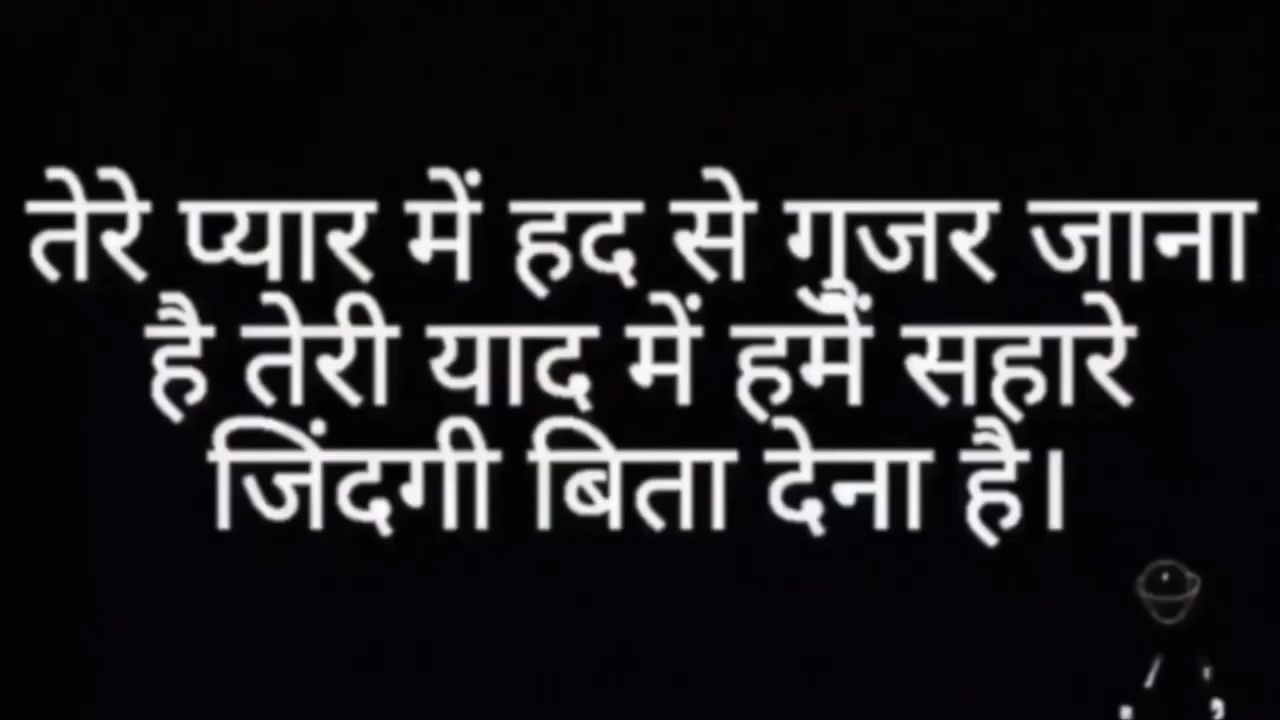 तेरे प्यार में हद से गुजर जाना
है तेरी याद में हमें सहारे
जिंदगी बिता देना है।